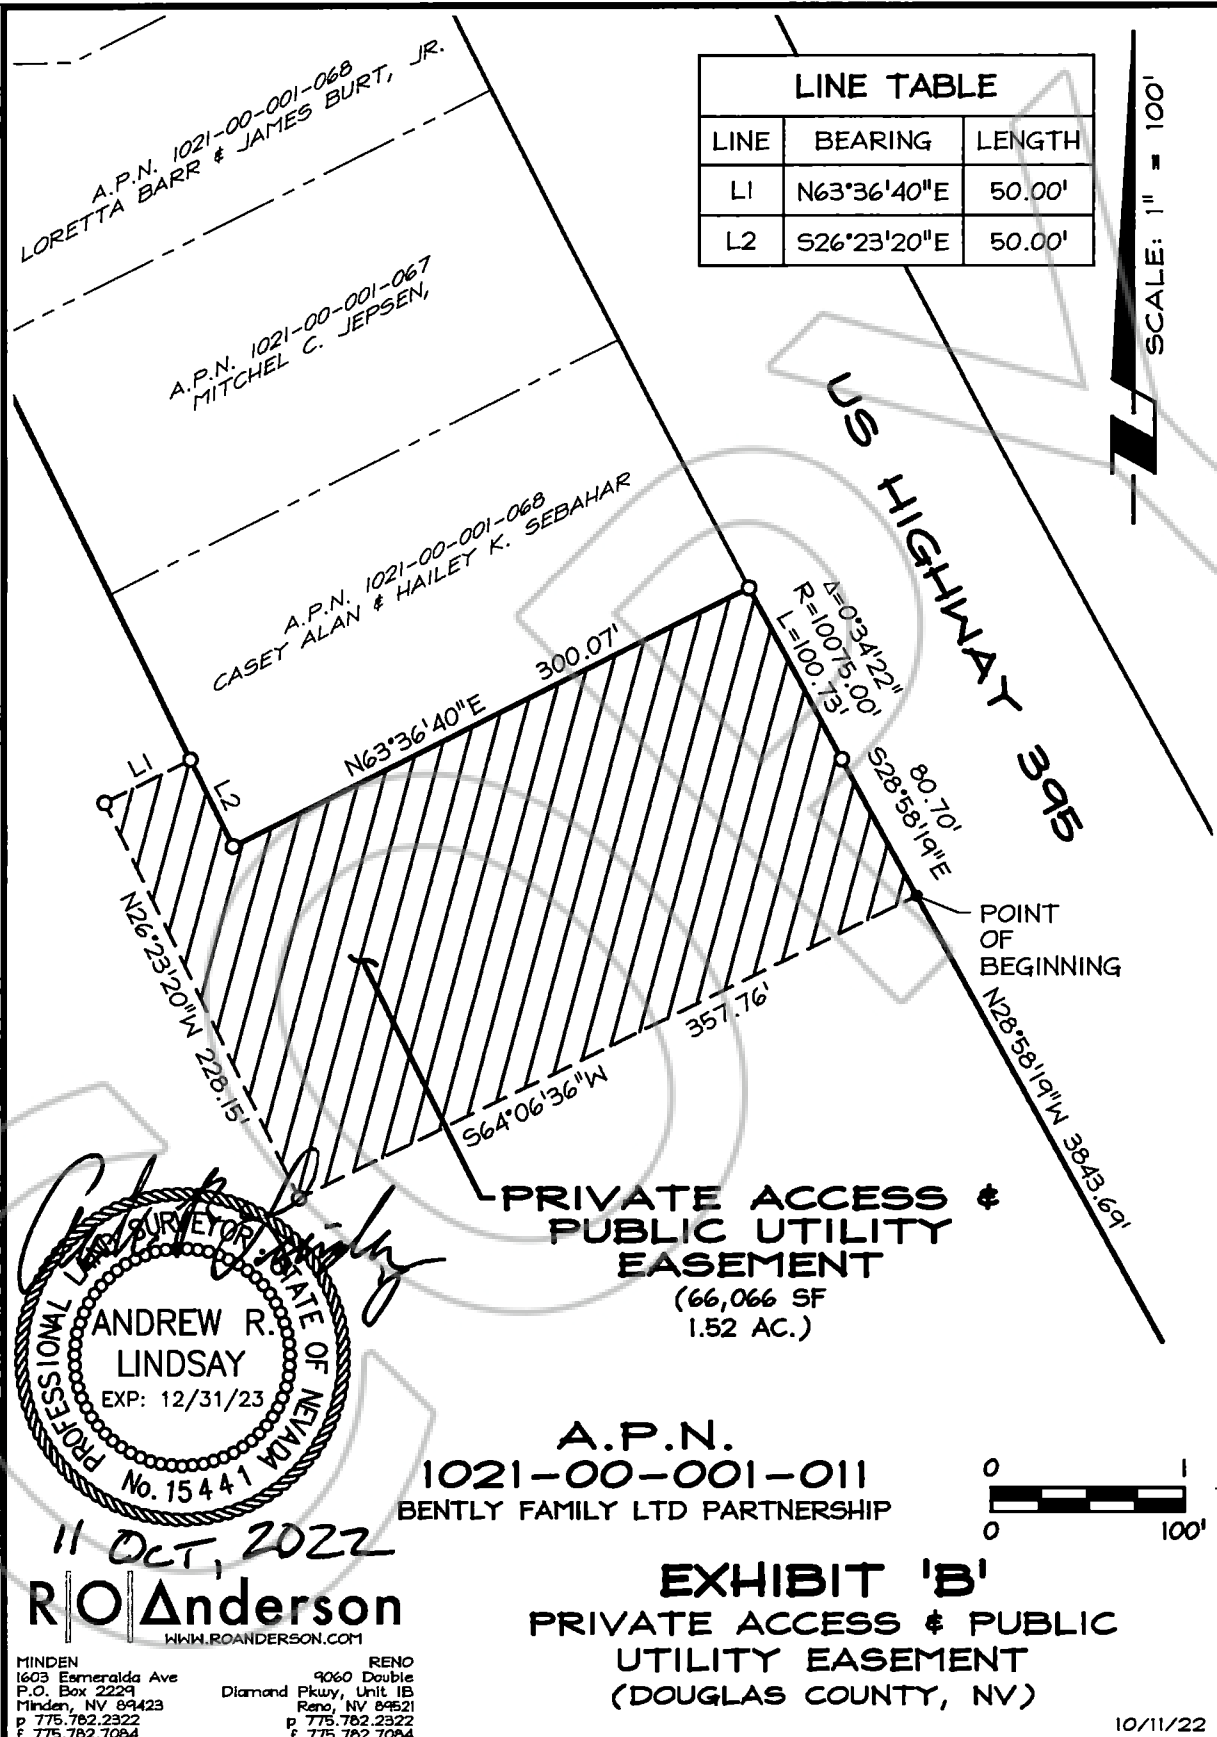 A.P.N. 1021-00-001-068
LORETTA BARR & JAMES BURT, JR.
LINE TABLE
LINE BEARING LENGTH
L1 N63°36'40"E 50.00'
L2 S26°23'20"E 50.00'
SCALE: 1" = 100'
A.P.N. 1021-00-001-067
MITCHEL C. JEPSEN,
US HIGHWAY 395
A.P.N. 1021-00-001-068
CASEY ALAN & HAILEY K. SEBAHAR
Δ=0°34'22"
R=10075.00'
L=100.73'
N63°36'40"E 300.07'
L1
L2
80.70'
S28°58'19"E
POINT
OF
BEGINNING
N26°23'20"W 228.15'
S64°06'36"W 357.76'
N28°58'19"W 3843.69'
PRIVATE ACCESS &
PUBLIC UTILITY
EASEMENT
(66,066 SF
1.52 AC.)
PROFESSIONAL LAND SURVEYOR · STATE OF NEVADA
ANDREW R.
LINDSAY
EXP: 12/31/23
No. 15441
11 OCT, 2022
A.P.N.
1021-00-001-011
BENTLY FAMILY LTD PARTNERSHIP
0 1
0 100'
EXHIBIT 'B'
PRIVATE ACCESS & PUBLIC
UTILITY EASEMENT
(DOUGLAS COUNTY, NV)
R|O|Anderson
WWW.ROANDERSON.COM
MINDEN
1603 Esmeralda Ave
P.O. Box 2229
Minden, NV 89423
p 775.782.2322
f 775.782.7084
RENO
9060 Double
Diamond Pkwy, Unit 1B
Reno, NV 89521
p 775.782.2322
f 775.782.7084
10/11/22
COPY